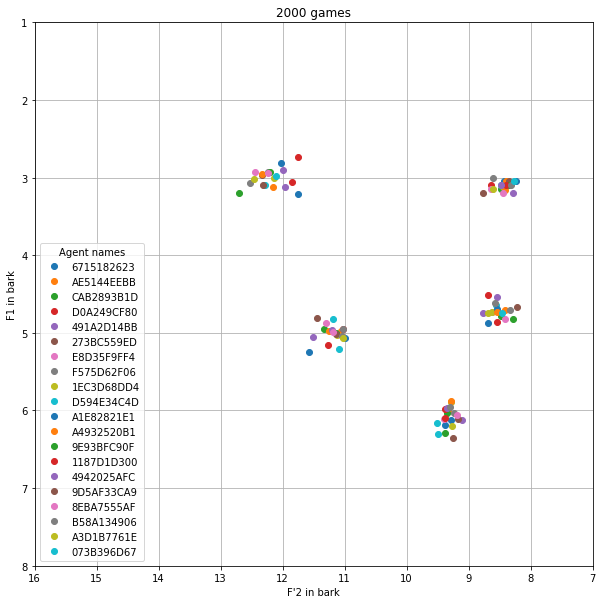 2000 games
1
2
3
4
5
6
7
8
F1 in bark
Agent names
6715182623
AE5144EEBB
CAB2893B1D
D0A249CF80
491A2D14BB
273BC559ED
E8D35F9FF4
F575D62F06
1EC3D68DD4
D594E34C4D
A1E82821E1
A4932520B1
9E93BFC90F
1187D1D300
4942025AFC
9D5AF33CA9
8EBA7555AF
B58A134906
A3D1B7761E
073B396D67
16 15 14 13 12 11 10 9 8 7
F'2 in bark